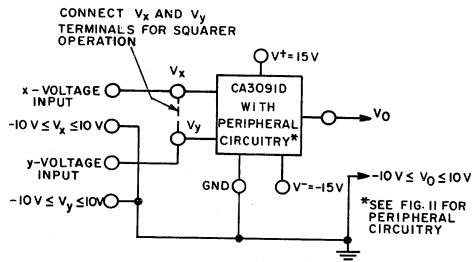 CONNECT Vx AND Vy
TERMINALS FOR SQUARER
OPERATION
V+=15V
Vx
x-VOLTAGE
INPUT
CA3091D
WITH
PERIPHERAL
CIRCUITRY*
VO
-10V≤Vx≤10V
Vy
y-VOLTAGE
INPUT
GND
V-=-15V
-10V≤VO≤10V
-10V≤Vy≤10V
*SEE FIG. 11 FOR
PERIPHERAL
CIRCUITRY